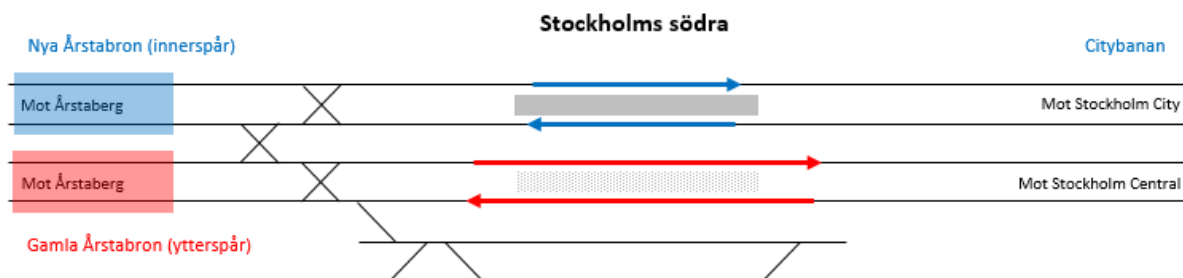 Stockholms södra
Nya Årstabron (innerspår)
Citybanan
Mot Årstaberg
Mot Stockholm City
Mot Årstaberg
Mot Stockholm Central
Gamla Årstabron (ytterspår)